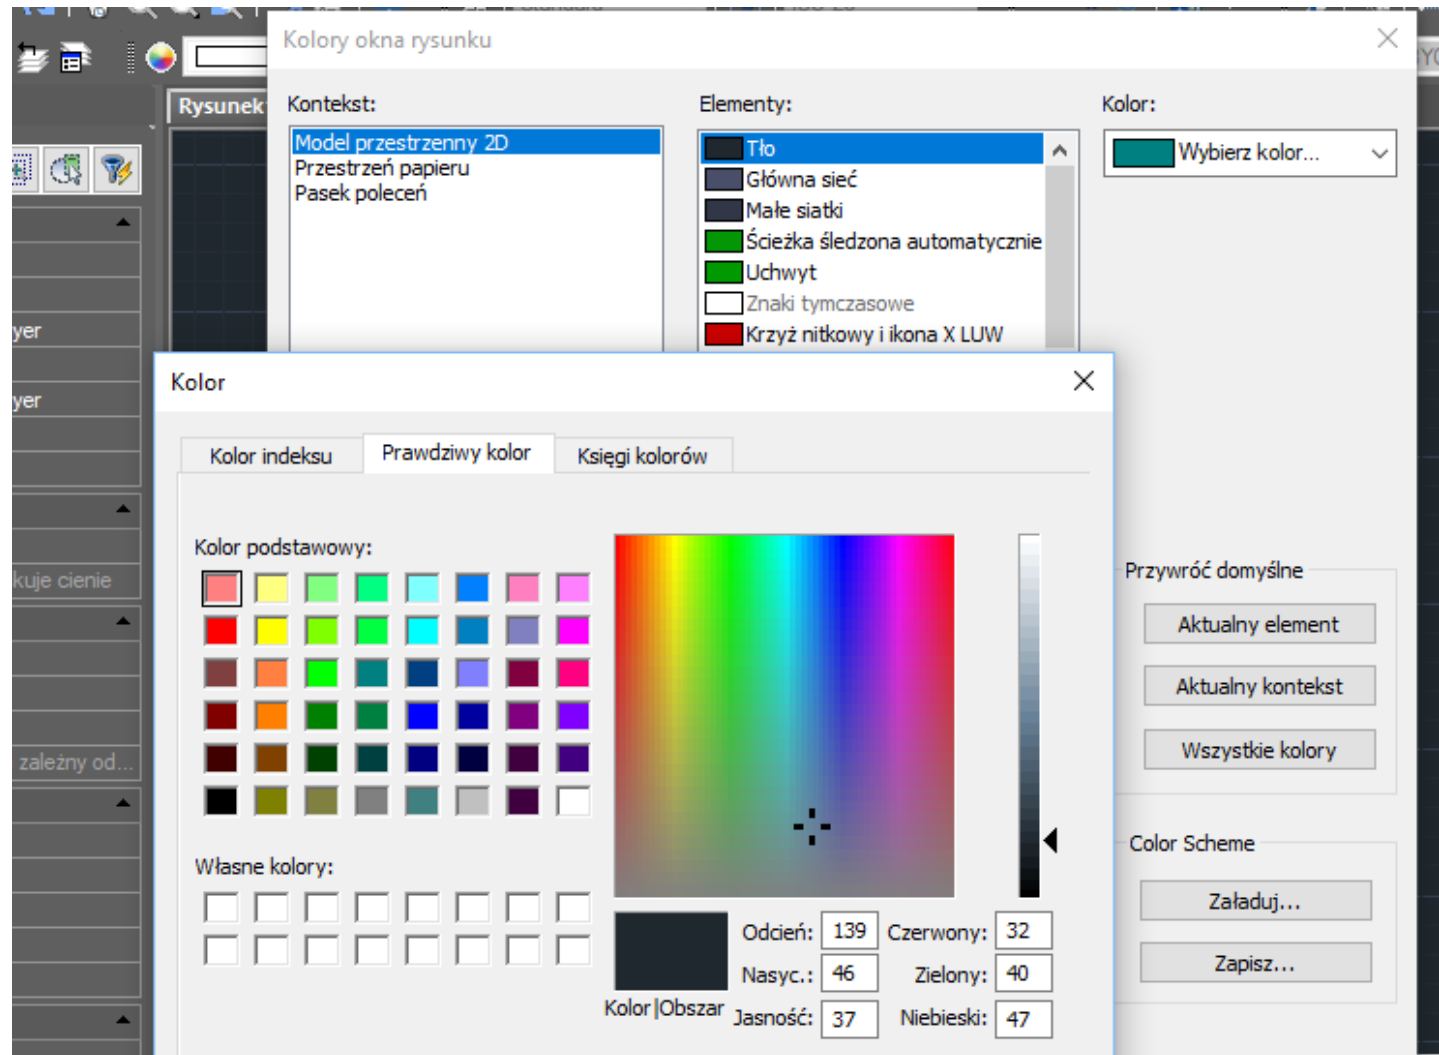 Kolory okna rysunku
Rysunek
Kontekst:
Elementy:
Kolor:
Model przestrzenny 2D
Przestrzeń papieru
Pasek poleceń
Tło
Główna sieć
Małe siatki
Ścieżka śledzona automatycznie
Uchwyt
Znaki tymczasowe
Krzyż nitkowy i ikona X LUW
Wybierz kolor...
yer
yer
kuje cienie
zależny od...
Kolor
Kolor indeksu
Prawdziwy kolor
Księgi kolorów
Kolor podstawowy:
Własne kolory:
Kolor|Obszar
Odcień: 139 Czerwony: 32
Nasyc.: 46 Zielony: 40
Jasność: 37 Niebieski: 47
Przywróć domyślne
Aktualny element
Aktualny kontekst
Wszystkie kolory
Color Scheme
Załaduj...
Zapisz...